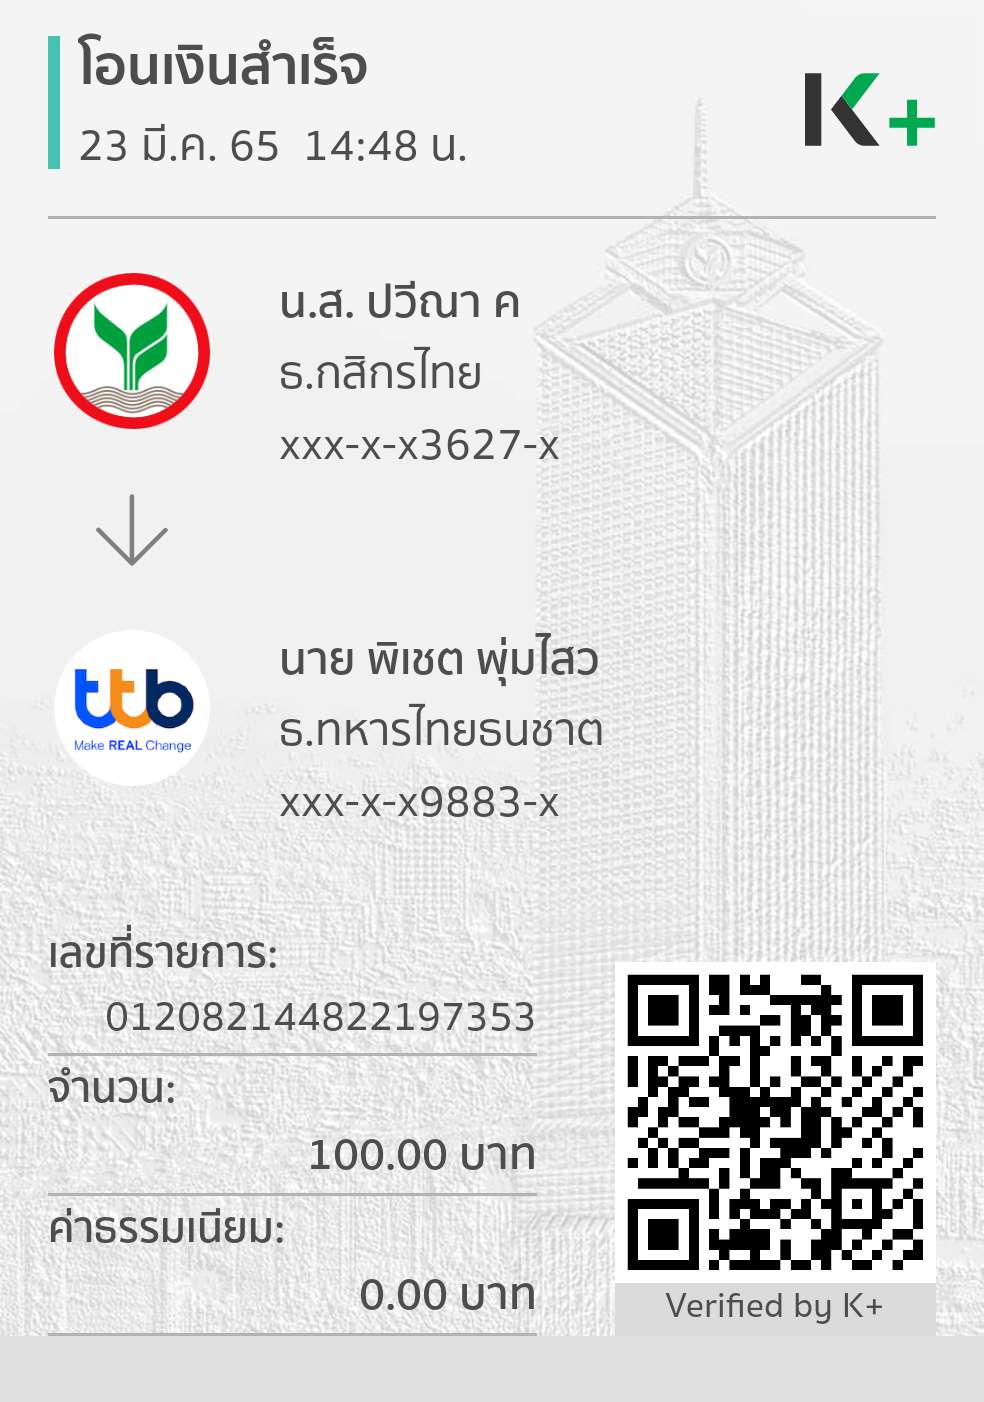 โอนเงินสำเร็จ
23 มี.ค. 65  14:48 น.
K+
น.ส. ปวีณา ค
ธ.กสิกรไทย
xxx-x-x3627-x
ttb
Make REAL Change
นาย พิเชต พุ่มไสว
ธ.ทหารไทยธนชาต
xxx-x-x9883-x
เลขที่รายการ:
012082144822197353
จำนวน:
100.00 บาท
ค่าธรรมเนียม:
0.00 บาท
Verified by K+